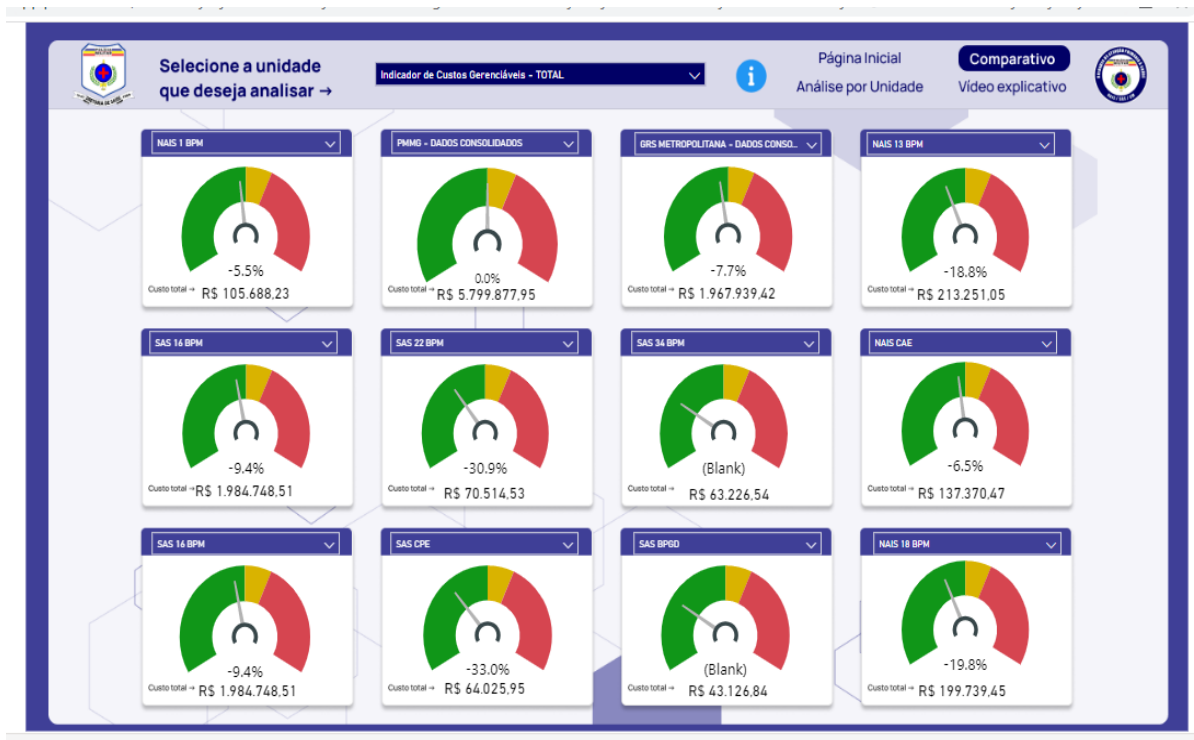 Selecione a unidade
que deseja analisar →
Indicador de Custos Gerenciáveis - TOTAL
i
Página Inicial
Comparativo
Análise por Unidade
Vídeo explicativo
NAIS 1 BPM
-5.5%
Custo total → R$ 105.688,23
PMMG - DADOS CONSOLIDADOS
0.0%
Custo total → R$ 5.799.877,95
GRS METROPOLITANA - DADOS CONSO...
-7.7%
Custo total → R$ 1.967.939,42
NAIS 13 BPM
-18.8%
Custo total → R$ 213.251,05
SAS 16 BPM
-9.4%
Custo total → R$ 1.984.748,51
SAS 22 BPM
-30.9%
Custo total → R$ 70.514,53
SAS 34 BPM
(Blank)
Custo total → R$ 63.226,54
NAIS CAE
-6.5%
Custo total → R$ 137.370,47
SAS 16 BPM
-9.4%
Custo total → R$ 1.984.748,51
SAS CPE
-33.0%
Custo total → R$ 64.025,95
SAS BPGD
(Blank)
Custo total → R$ 43.126,84
NAIS 18 BPM
-19.8%
Custo total → R$ 199.739,45